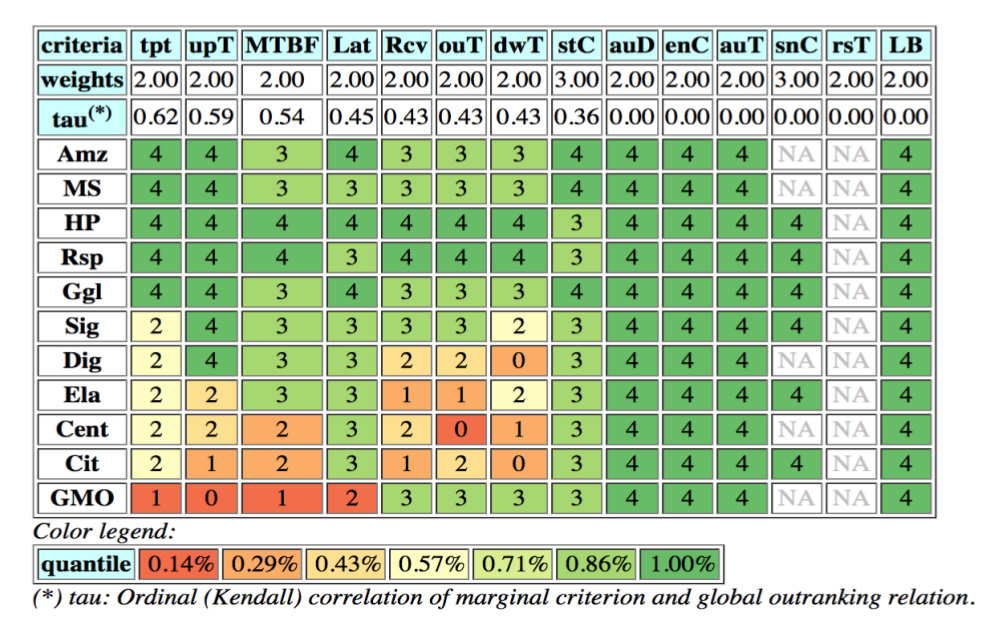 criteria tpt upT MTBF Lat Rcv ouT dwT stC auD enC auT snC rsT LB
weights 2.00 2.00 2.00 2.00 2.00 2.00 2.00 3.00 2.00 2.00 2.00 3.00 2.00 2.00
tau(*) 0.62 0.59 0.54 0.45 0.43 0.43 0.43 0.36 0.00 0.00 0.00 0.00 0.00 0.00
Amz 4 4 3 4 3 3 3 4 4 4 4 NA NA 4
MS 4 4 3 3 3 3 3 4 4 4 4 NA NA 4
HP 4 4 4 4 4 4 4 3 4 4 4 4 NA 4
Rsp 4 4 4 3 4 4 4 3 4 4 4 4 NA 4
Ggl 4 4 3 4 3 3 3 4 4 4 4 4 NA 4
Sig 2 4 3 3 3 3 2 3 4 4 4 4 NA 4
Dig 2 4 3 3 2 2 0 3 4 4 4 NA NA 4
Ela 2 2 3 3 1 1 2 3 4 4 4 4 NA 4
Cent 2 2 2 3 2 0 1 3 4 4 4 NA NA 4
Cit 2 1 2 3 1 2 0 3 4 4 4 4 NA 4
GMO 1 0 1 2 3 3 3 3 4 4 4 NA NA 4
Color legend:
quantile 0.14% 0.29% 0.43% 0.57% 0.71% 0.86% 1.00%
(*) tau: Ordinal (Kendall) correlation of marginal criterion and global outranking relation.